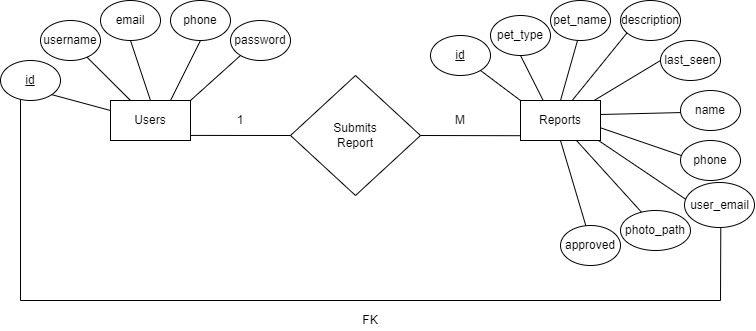 email
phone
username
password
id
Users
1
Submits
Report
M
id
pet_type
pet_name
description
last_seen
name
phone
user_email
photo_path
approved
Reports
FK